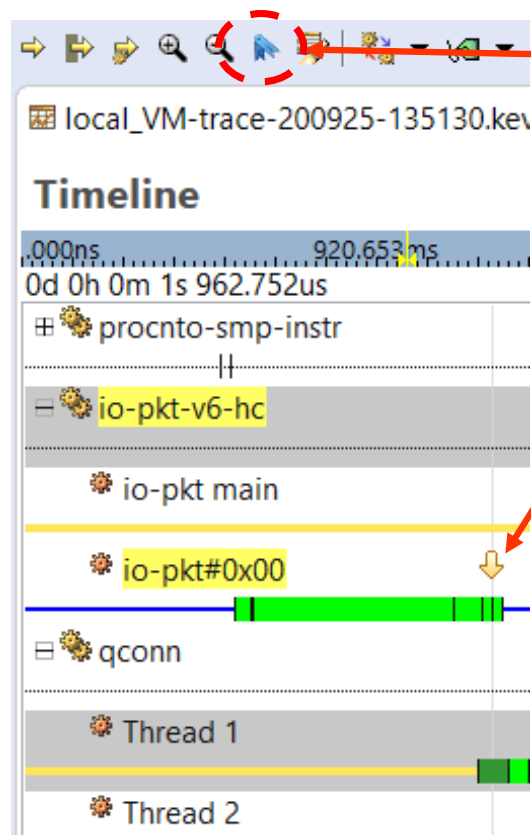 local_VM-trace-200925-135130.kev
Timeline
.000ns 920.653ms
0d 0h 0m 1s 962.752us
procnto-smp-instr
io-pkt-v6-hc
io-pkt main
io-pkt#0x00
qconn
Thread 1
Thread 2